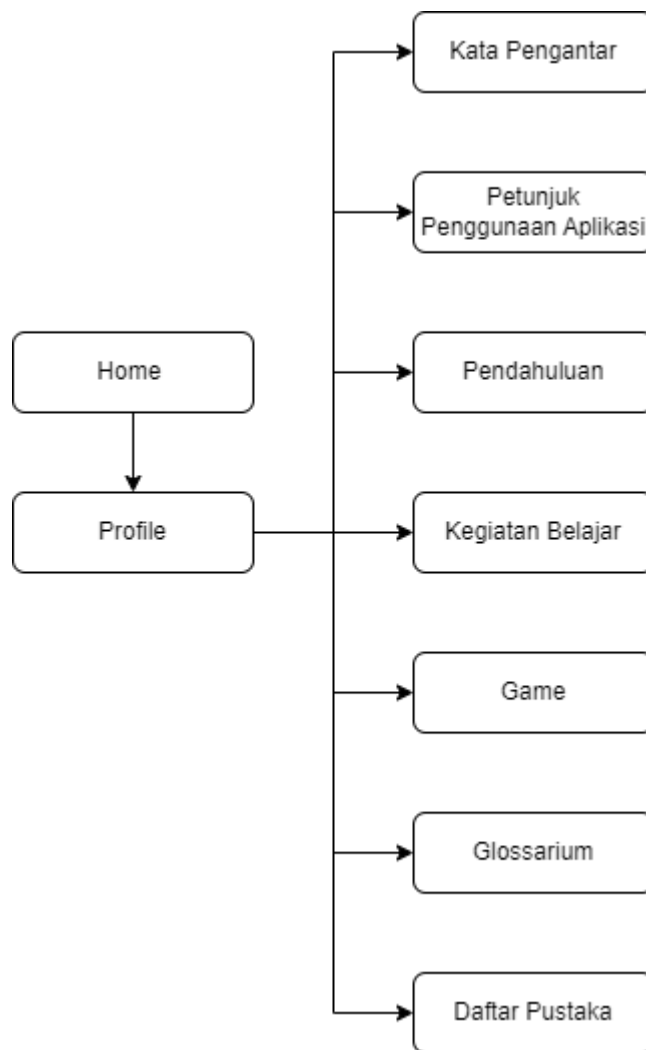 Kata Pengantar
Petunjuk
Penggunaan Aplikasi
Home
Pendahuluan
Profile
Kegiatan Belajar
Game
Glossarium
Daftar Pustaka